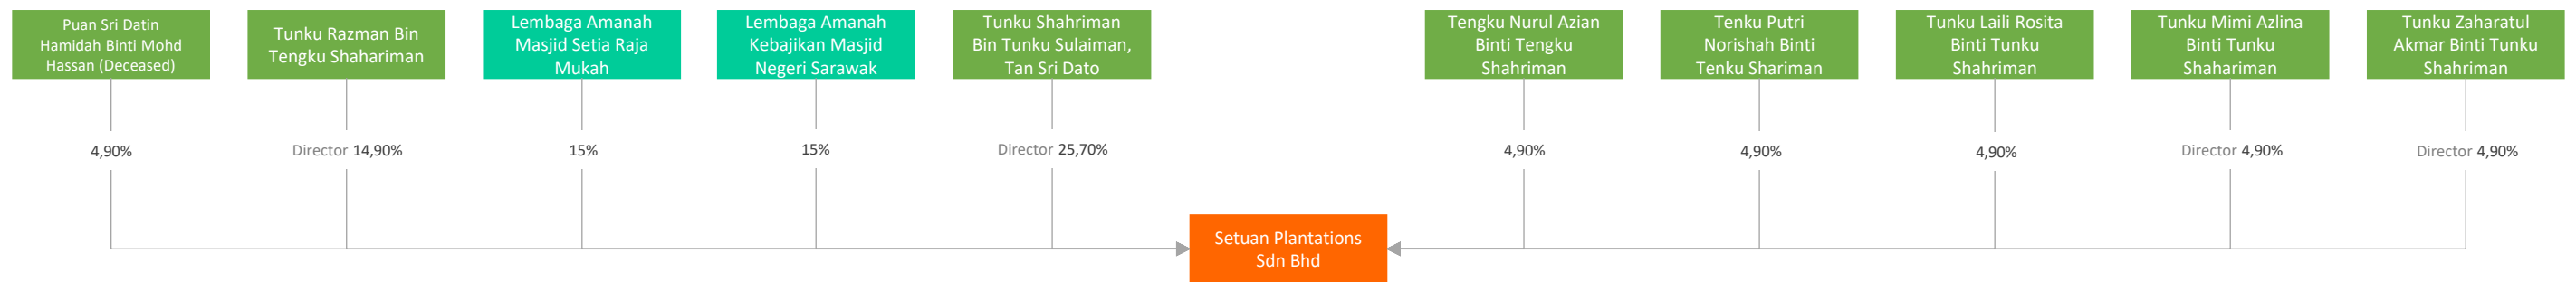 Puan Sri Datin
Hamidah Binti Mohd
Hassan (Deceased)
Tunku Razman Bin
Tengku Shahariman
Lembaga Amanah
Masjid Setia Raja
Mukah
Lembaga Amanah
Kebajikan Masjid
Negeri Sarawak
Tunku Shahriman
Bin Tunku Sulaiman,
Tan Sri Dato
Tengku Nurul Azian
Binti Tengku
Shahriman
Tenku Putri
Norishah Binti
Tenku Shariman
Tunku Laili Rosita
Binti Tunku
Shahriman
Tunku Mimi Azlina
Binti Tunku
Shahariman
Tunku Zaharatul
Akmar Binti Tunku
Shahriman
4,90%
Director 14,90%
15%
15%
Director 25,70%
4,90%
4,90%
4,90%
Director 4,90%
Director 4,90%
Setuan Plantations
Sdn Bhd